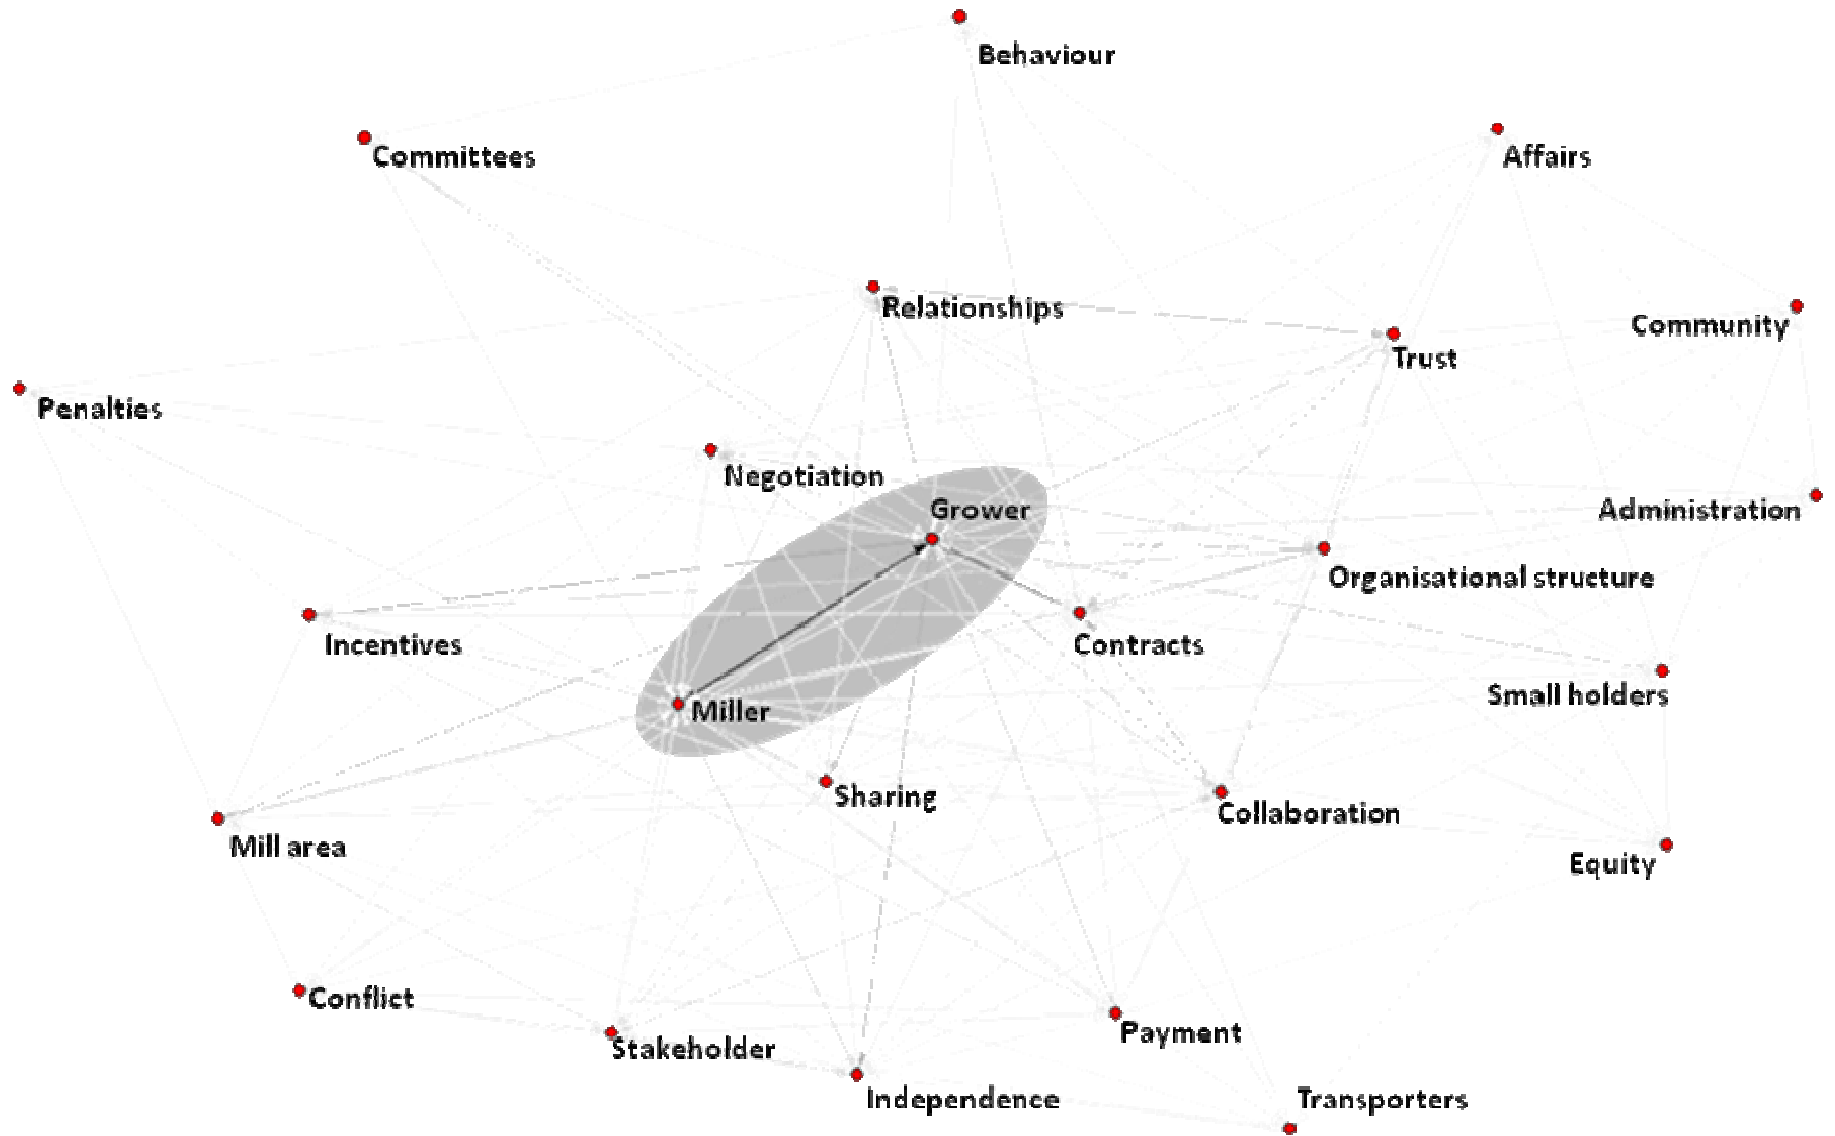 Behaviour
Committees
Affairs
Relationships
Community
Trust
Penalties
Negotiation
Grower
Administration
Organisational structure
Incentives
Contracts
Small holders
Miller
Sharing
Collaboration
Mill area
Equity
Conflict
Payment
Stakeholder
Independence
Transporters